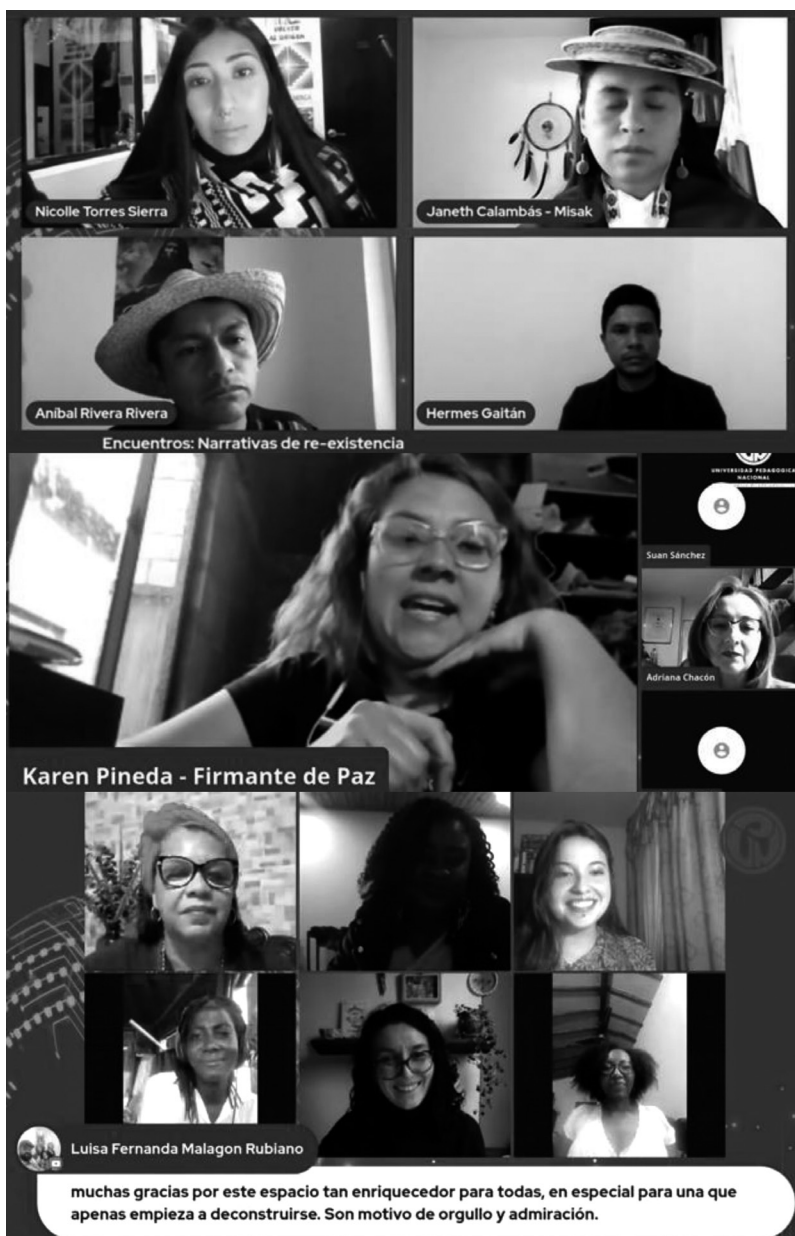 Nicolle Torres Sierra
Janeth Calambás - Misak
Aníbal Rivera Rivera
Hermes Gaitán
Encuentros: Narrativas de re-existencia
UNIVERSIDAD PEDAGÓGICA
NACIONAL
Suan Sánchez
Adriana Chacón
Karen Pineda - Firmante de Paz
Luisa Fernanda Malagon Rubiano
muchas gracias por este espacio tan enriquecedor para todas, en especial para una que
apenas empieza a deconstruirse. Son motivo de orgullo y admiración.